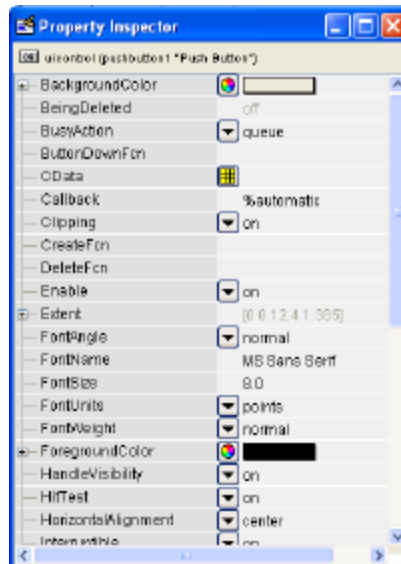 Property Inspector
uicontrol (pushbutton1 "Push Button")
BackgroundColor
BeingDeleted off
BusyAction queue
ButtonDownFcn
CData
Callback %automatic
Clipping on
CreateFcn
DeleteFcn
Enable on
Extent [0 0 12.4 1.385]
FontAngle normal
FontName MS Sans Serif
FontSize 8.0
FontUnits points
FontWeight normal
ForegroundColor
HandleVisibility on
HitTest on
HorizontalAlignment center
Interruptible on